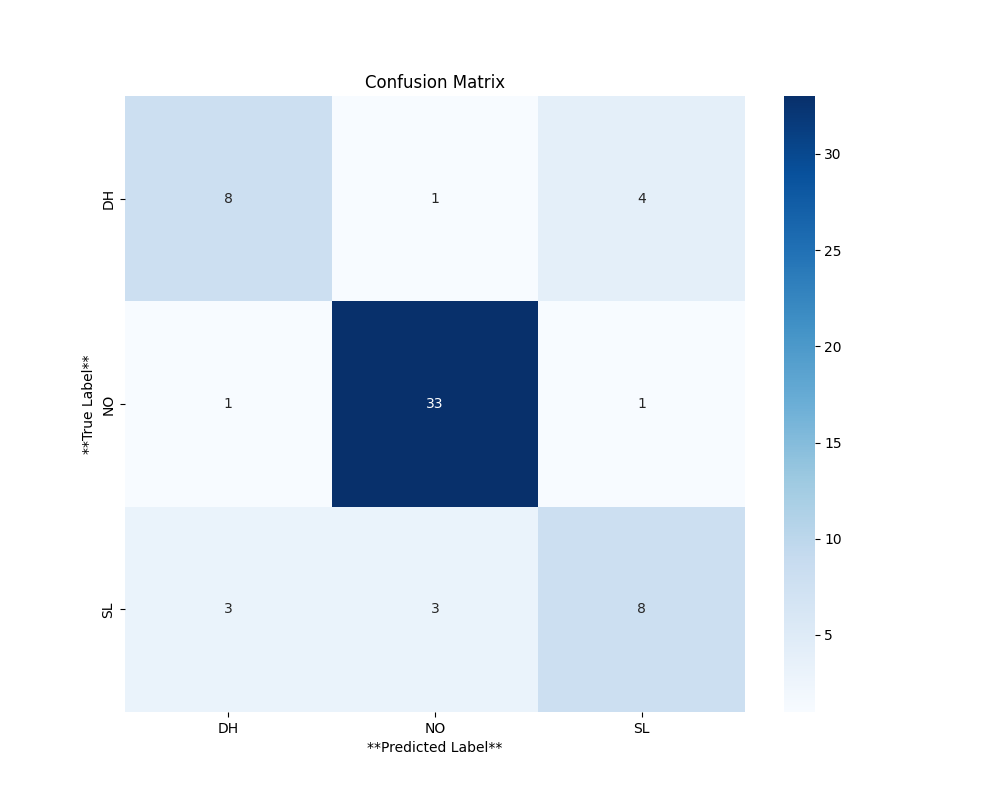 Confusion Matrix
**True Label**
DH
8
1
4
NO
1
33
1
SL
3
3
8
DH
NO
SL
**Predicted Label**
30
25
20
15
10
5